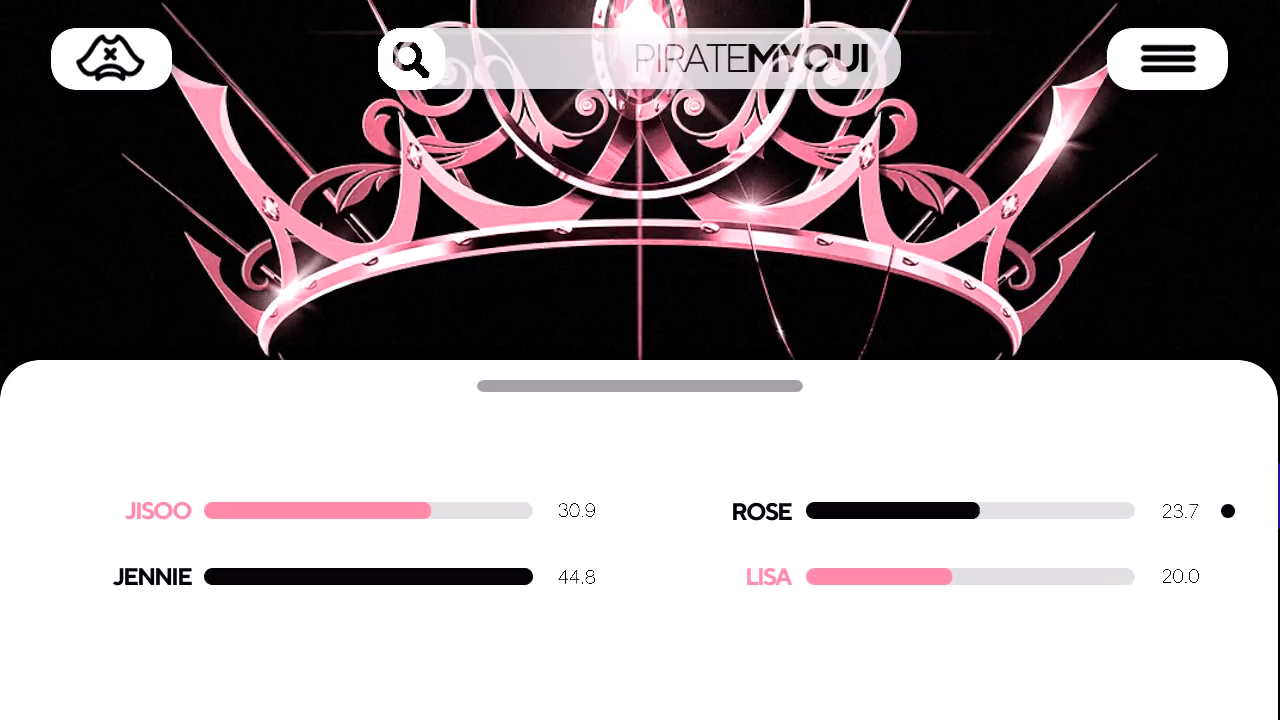 PIRATEMYOUI
JISOO 30.9
ROSE 23.7
JENNIE 44.8
LISA 20.0